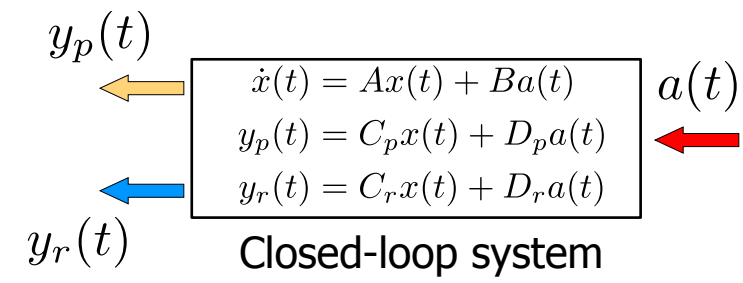 y_p(t)
ẋ(t) = Ax(t) + Ba(t)
a(t)
y_p(t) = C_p x(t) + D_p a(t)
y_r(t) = C_r x(t) + D_r a(t)
y_r(t)
Closed-loop system